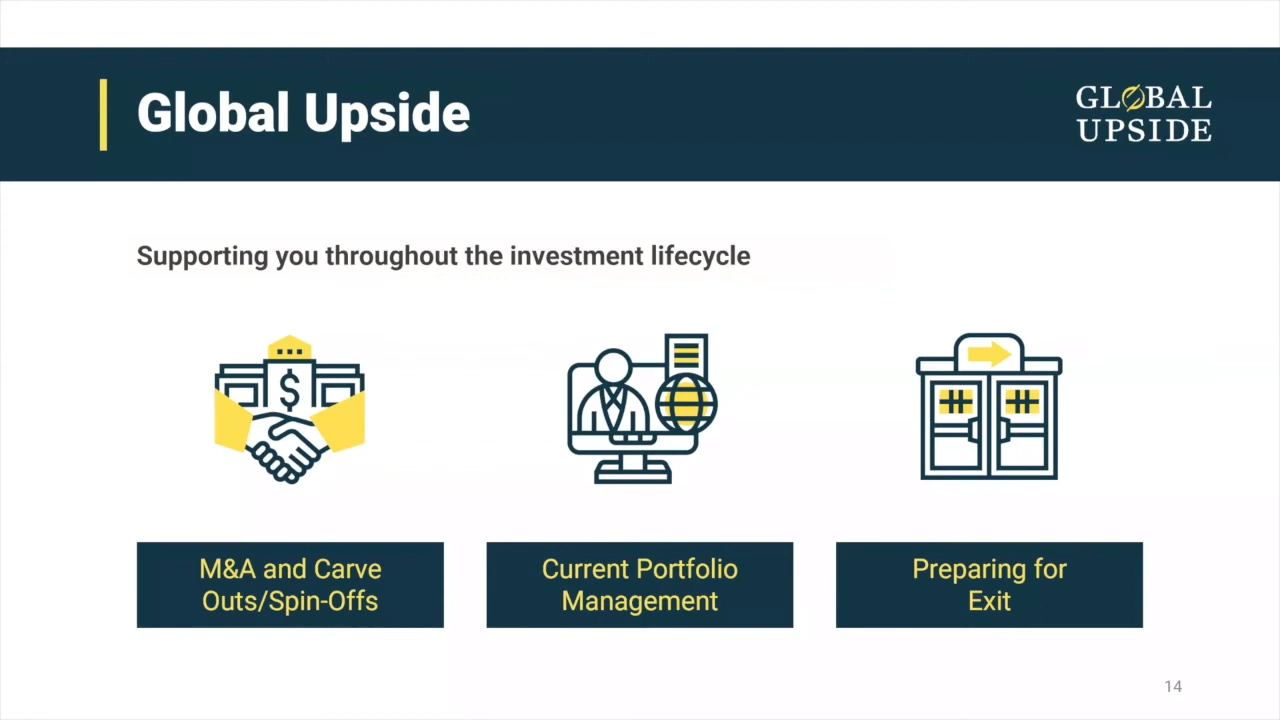 Global Upside
GLOBAL
UPSIDE
Supporting you throughout the investment lifecycle
$
M&A and Carve
Outs/Spin-Offs
Current Portfolio
Management
Preparing for
Exit
14